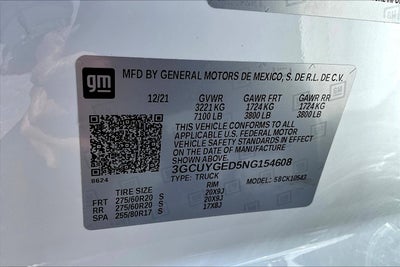 gm
MFD BY GENERAL MOTORS DE MEXICO, S. DE R.L. DE C.V.
12/21 GVWR GAWR FRT GAWR RR
3221 KG 1724 KG 1724 KG
7100 LB 3800 LB 3800 LB
THIS VEHICLE CONFORMS TO ALL
APPLICABLE U.S. FEDERAL MOTOR
VEHICLE SAFETY STANDARDS IN EFFECT
ON THE DATE OF MANUFACTURE SHOWN ABOVE.
3GCUYGED5NG154608
8624
TYPE: TRUCK MODEL: 58CK10543
TIRE SIZE RIM
FRT 275/60R20 S 20X9J
RR 275/60R20 S 20X9J
SPA 255/80R17 S 17X8J